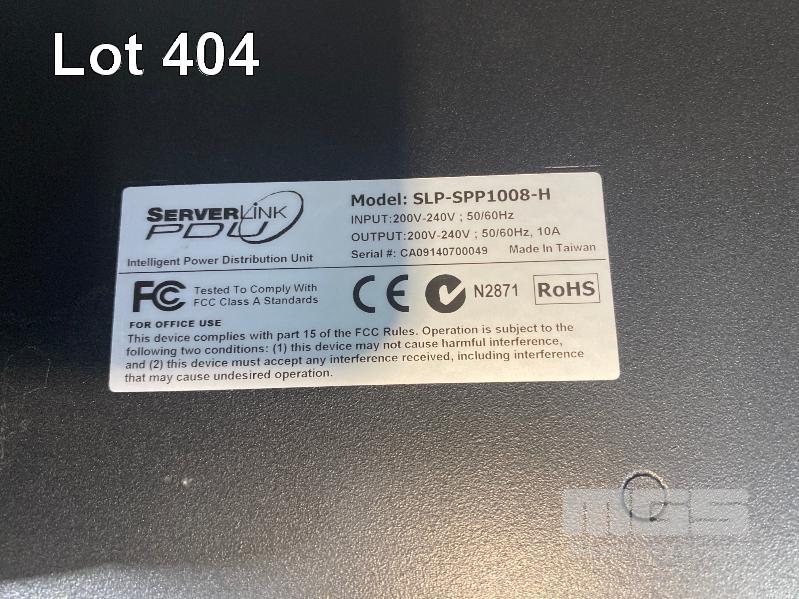 Lot 404
SERVERLINK
PDU
Intelligent Power Distribution Unit
Model: SLP-SPP1008-H
INPUT:200V-240V ; 50/60Hz
OUTPUT:200V-240V ; 50/60Hz, 10A
Serial #: CA09140700049 Made In Taiwan
FC Tested To Comply With
FCC Class A Standards
CE N2871 RoHS
FOR OFFICE USE
This device complies with part 15 of the FCC Rules. Operation is subject to the
following two conditions: (1) this device may not cause harmful interference,
and (2) this device must accept any interference received, including interference
that may cause undesired operation.
MGS